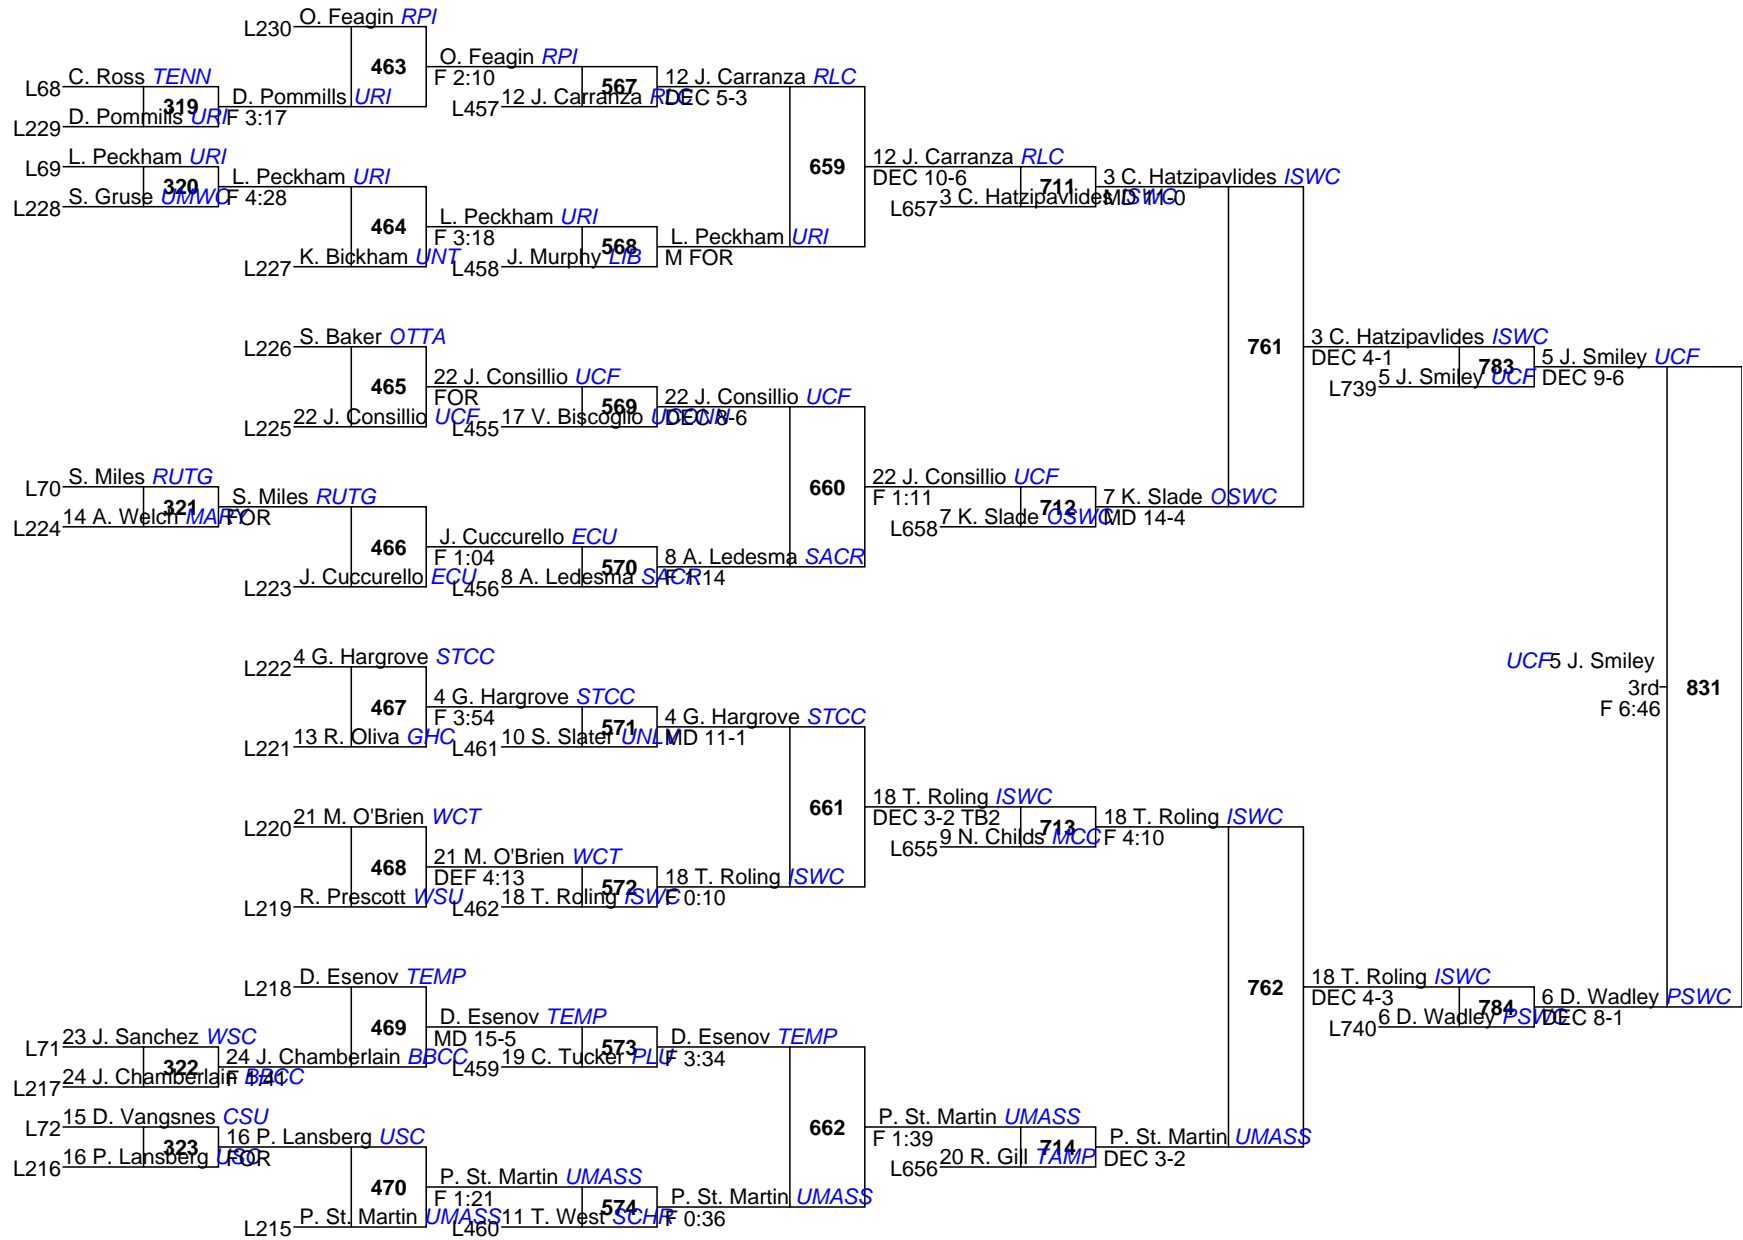 L230 O. Feagin RPI
463
O. Feagin RPI
F 2:10
L68 C. Ross TENN
319
L229 D. Pommills URI
D. Pommills URI
F 3:17
L457 12 J. Carranza RLC
567
12 J. Carranza RLC
DEC 5-3
L69 L. Peckham URI
320
L228 S. Gruse UMWC
L. Peckham URI
F 4:28
464
L227 K. Bickham UNT
L. Peckham URI
F 3:18
568
L458 J. Murphy LIB
L. Peckham URI
M FOR
659
12 J. Carranza RLC
DEC 10-6
711
L657 3 C. Hatzipavlides ISWC
3 C. Hatzipavlides ISWC
MD 11-0
L226 S. Baker OTTA
465
L225 22 J. Consillio UCF
22 J. Consillio UCF
FOR
569
L455 17 V. Biscoglio UCONN
22 J. Consillio UCF
DEC 8-6
L70 S. Miles RUTG
321
L224 14 A. Welch MARY
S. Miles RUTG
FOR
466
L223 J. Cuccurello ECU
J. Cuccurello ECU
F 1:04
570
L456 8 A. Ledesma SACR
8 A. Ledesma SACR
F 1:14
660
22 J. Consillio UCF
F 1:11
712
L658 7 K. Slade OSWC
7 K. Slade OSWC
MD 14-4
761
3 C. Hatzipavlides ISWC
DEC 4-1
783
L739 5 J. Smiley UCF
5 J. Smiley UCF
DEC 9-6
L222 4 G. Hargrove STCC
467
L221 13 R. Oliva GHC
4 G. Hargrove STCC
F 3:54
571
L461 10 S. Slater UNLV
4 G. Hargrove STCC
MD 11-1
L220 21 M. O'Brien WCT
468
L219 R. Prescott WSU
21 M. O'Brien WCT
DEF 4:13
572
L462 18 T. Roling ISWC
18 T. Roling ISWC
F 0:10
661
18 T. Roling ISWC
DEC 3-2 TB2
713
L655 9 N. Childs MCC
18 T. Roling ISWC
F 4:10
L218 D. Esenov TEMP
469
L71 23 J. Sanchez WSC
322
L217 24 J. Chamberlain BBCC
24 J. Chamberlain BBCC
F 1:41
D. Esenov TEMP
MD 15-5
573
L459 19 C. Tucker PLU
D. Esenov TEMP
F 3:34
L72 15 D. Vangsnes CSU
323
L216 16 P. Lansberg USC
16 P. Lansberg USC
FOR
470
L215 P. St. Martin UMASS
P. St. Martin UMASS
F 1:21
574
L460 11 T. West SCHR
P. St. Martin UMASS
F 0:36
662
P. St. Martin UMASS
F 1:39
714
L656 20 R. Gill TAMP
P. St. Martin UMASS
DEC 3-2
762
18 T. Roling ISWC
DEC 4-3
784
L740 6 D. Wadley PSWC
6 D. Wadley PSWC
DEC 8-1
UCF 5 J. Smiley
3rd 831
F 6:46